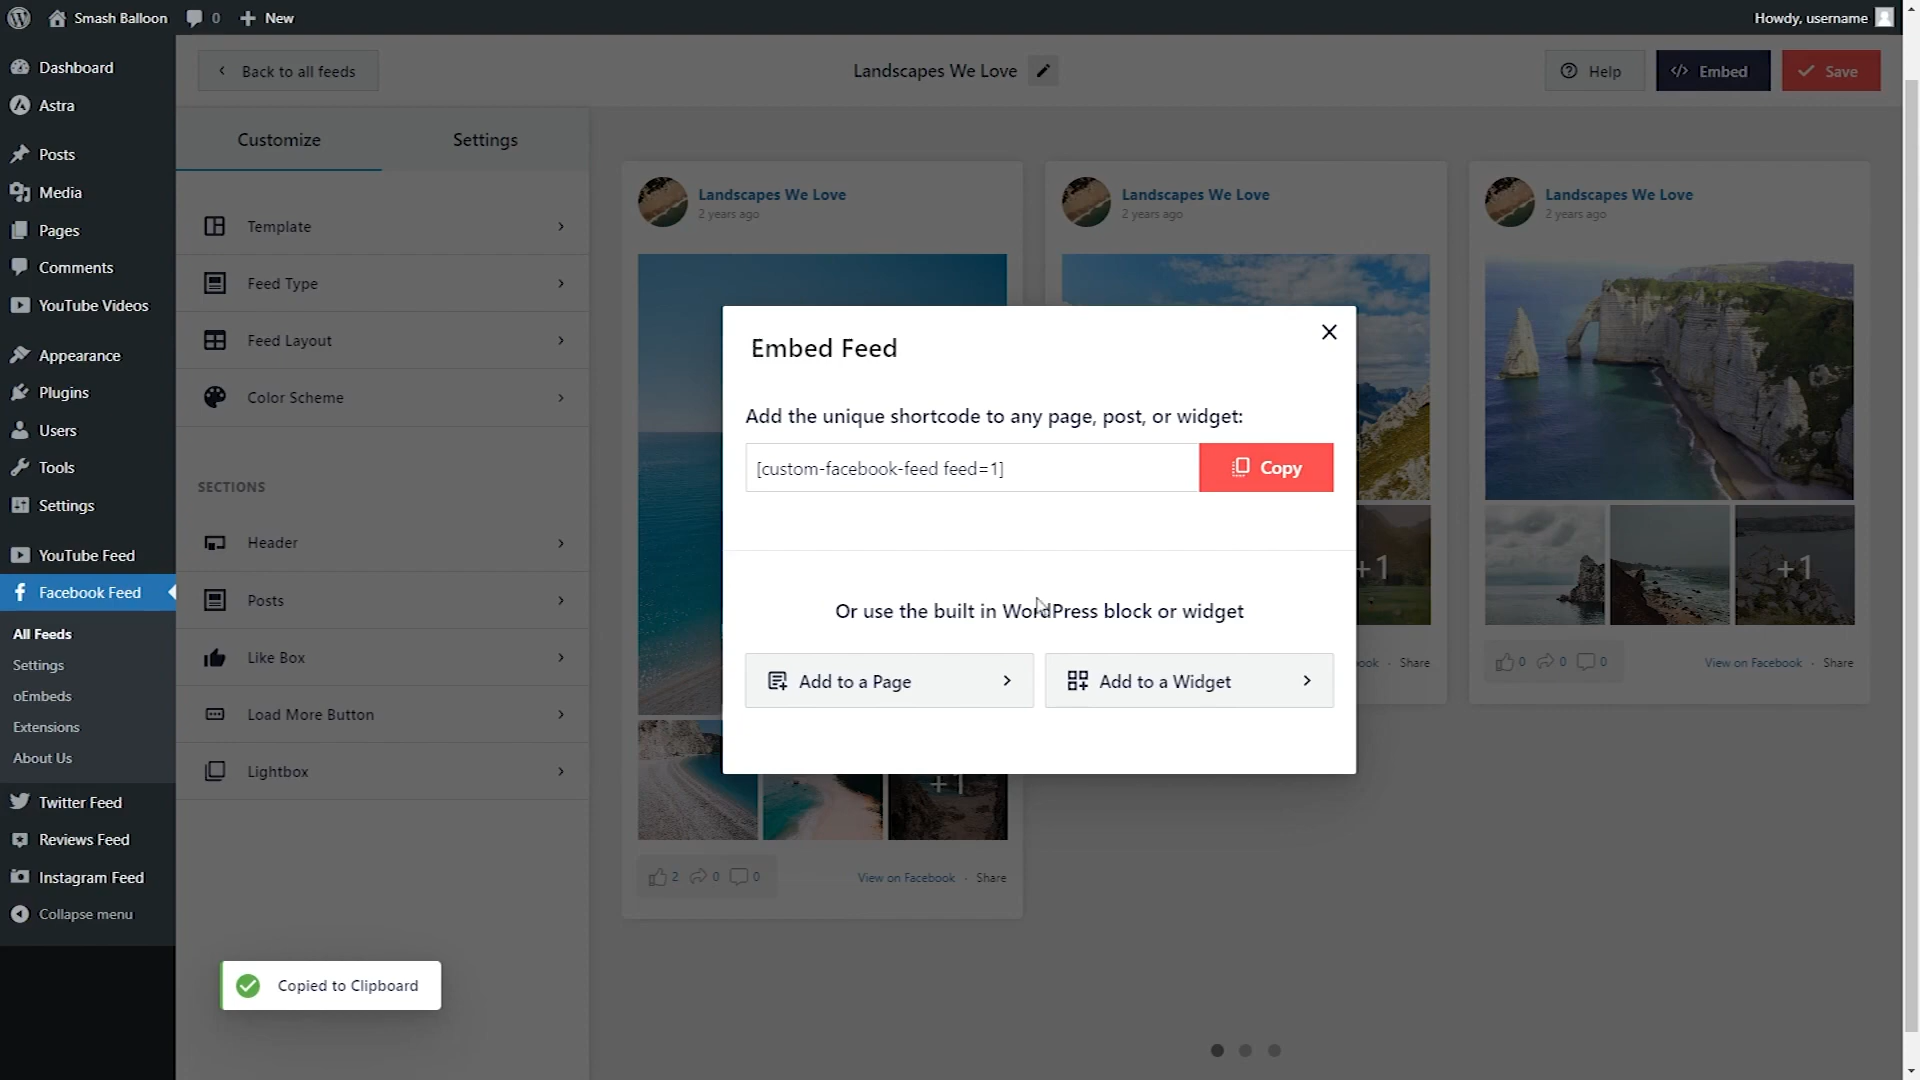 Smash Balloon
0
New
Howdy, username
Dashboard
Astra
Posts
Media
Pages
Comments
YouTube Videos
Appearance
Plugins
Users
Tools
Settings
YouTube Feed
Facebook Feed
All Feeds
Settings
oEmbeds
Extensions
About Us
Twitter Feed
Reviews Feed
Instagram Feed
Collapse menu
Back to all feeds
Landscapes We Love
Help
</> Embed
Save
Customize
Settings
Template
Feed Type
Feed Layout
Color Scheme
SECTIONS
Header
Posts
Like Box
Load More Button
Lightbox
Landscapes We Love
2 years ago
+1
2 0 0
View on Facebook · Share
Landscapes We Love
2 years ago
+1
ook · Share
Landscapes We Love
2 years ago
+1
0 0 0
View on Facebook · Share
Embed Feed
Add the unique shortcode to any page, post, or widget:
[custom-facebook-feed feed=1]
Copy
Or use the built in WordPress block or widget
Add to a Page
Add to a Widget
Copied to Clipboard